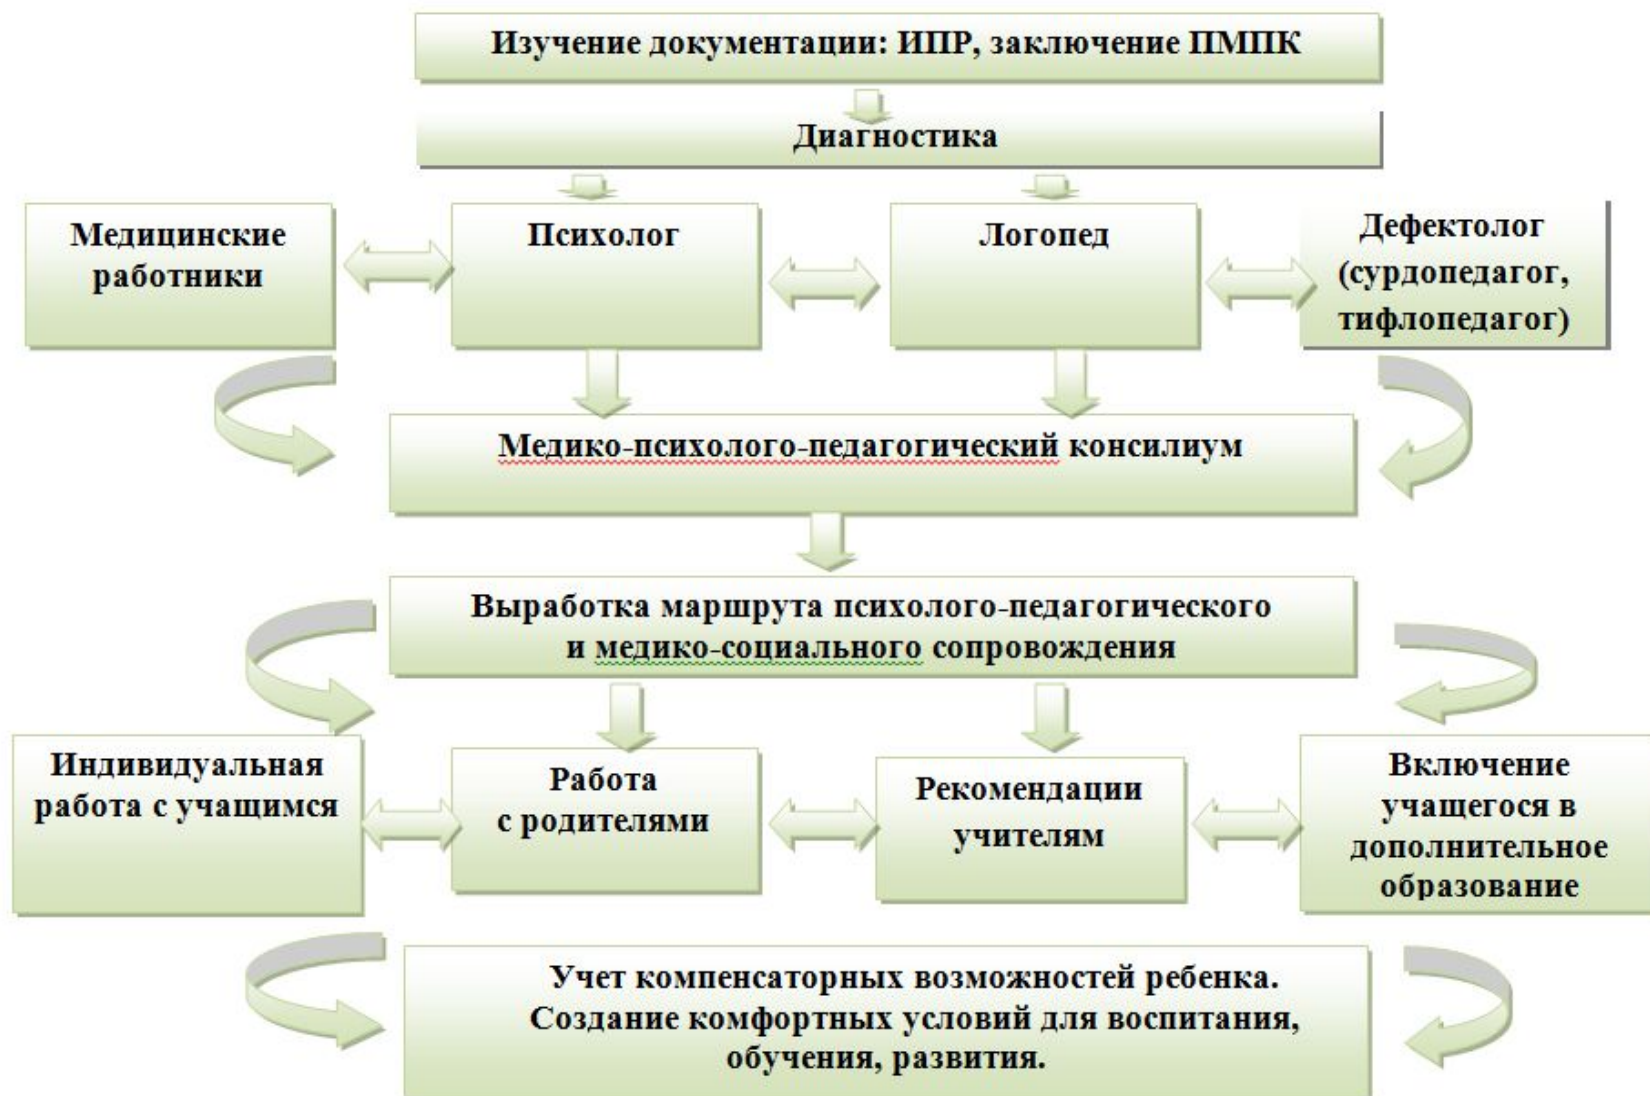 Изучение документации: ИПР, заключение ПМПК
Диагностика
Медицинские
работники
Психолог
Логопед
Дефектолог
(сурдопедагог,
тифлопедагог)
Медико-психолого-педагогический консилиум
Выработка маршрута психолого-педагогического
и медико-социального сопровождения
Индивидуальная
работа с учащимся
Работа
с родителями
Рекомендации
учителям
Включение
учащегося в
дополнительное
образование
Учет компенсаторных возможностей ребенка.
Создание комфортных условий для воспитания,
обучения, развития.